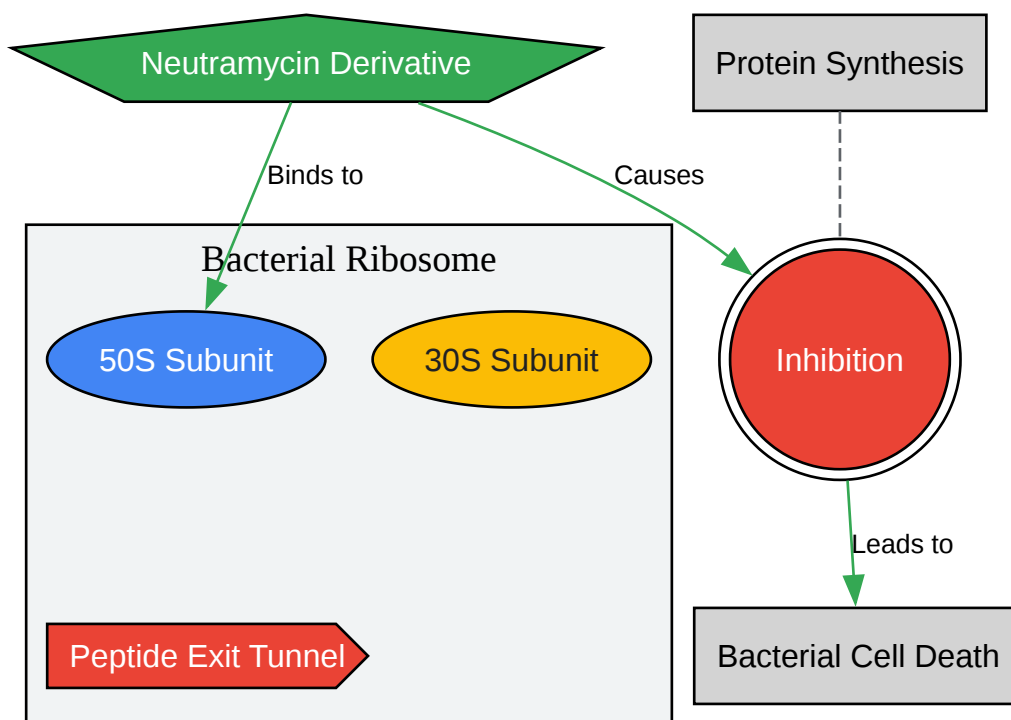 Neutramycin Derivative
Protein Synthesis
Binds to
Causes
Bacterial Ribosome
50S Subunit
30S Subunit
Inhibition
Leads to
Peptide Exit Tunnel
Bacterial Cell Death